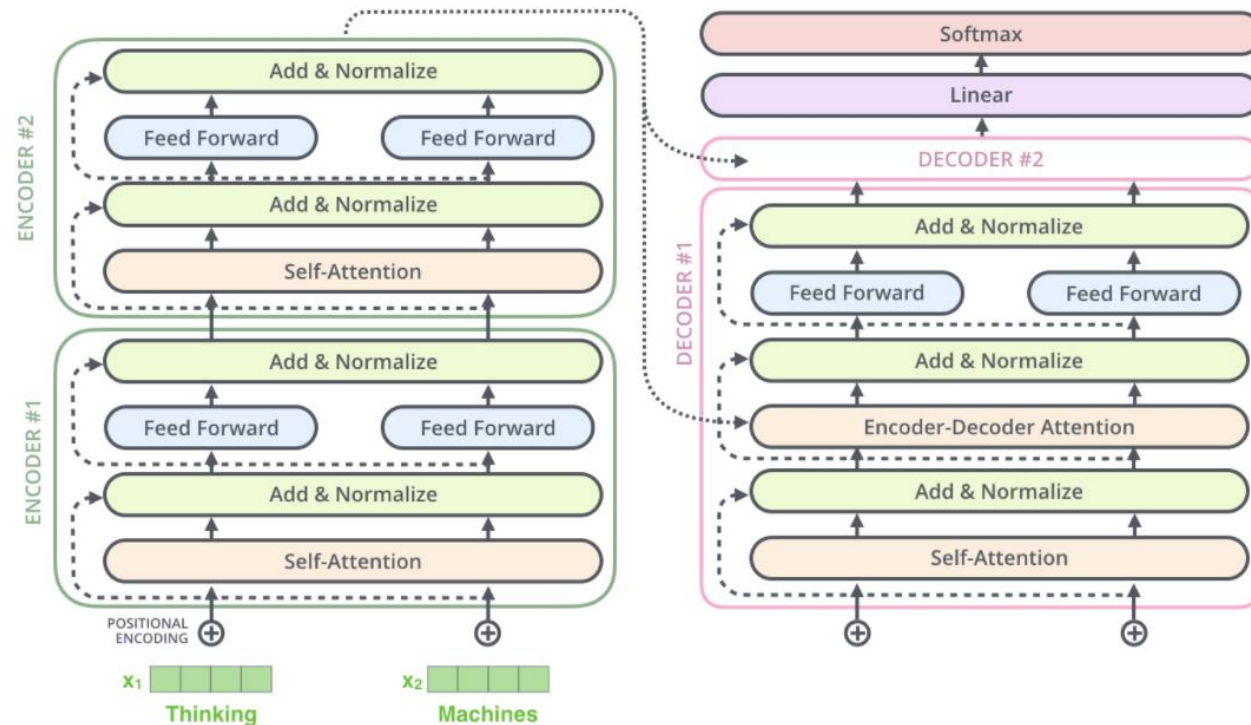 ENCODER #2
Add & Normalize
Feed Forward
Feed Forward
Add & Normalize
Self-Attention
ENCODER #1
Add & Normalize
Feed Forward
Feed Forward
Add & Normalize
Self-Attention
POSITIONAL
ENCODING
x₁
x₂
Thinking
Machines
Softmax
Linear
DECODER #2
DECODER #1
Add & Normalize
Feed Forward
Feed Forward
Add & Normalize
Encoder-Decoder Attention
Add & Normalize
Self-Attention